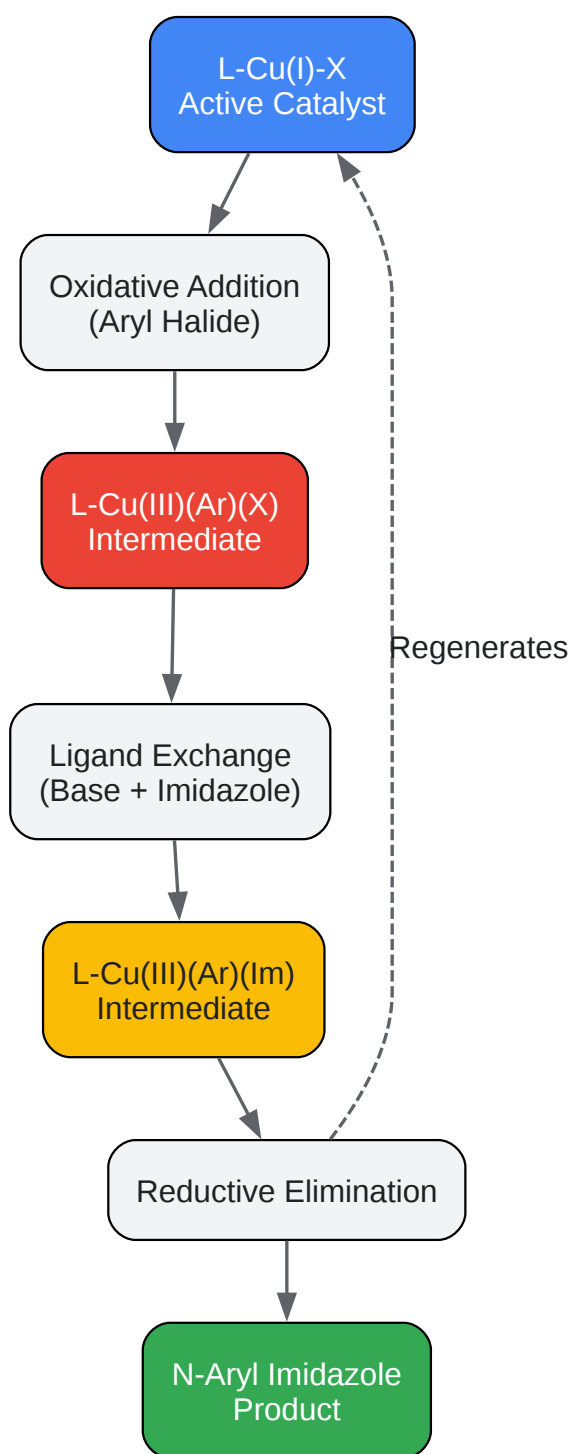 L-Cu(I)-X
Active Catalyst
Oxidative Addition
(Aryl Halide)
L-Cu(III)(Ar)(X)
Intermediate
Regenerates
Ligand Exchange
(Base + Imidazole)
L-Cu(III)(Ar)(Im)
Intermediate
Reductive Elimination
N-Aryl Imidazole
Product